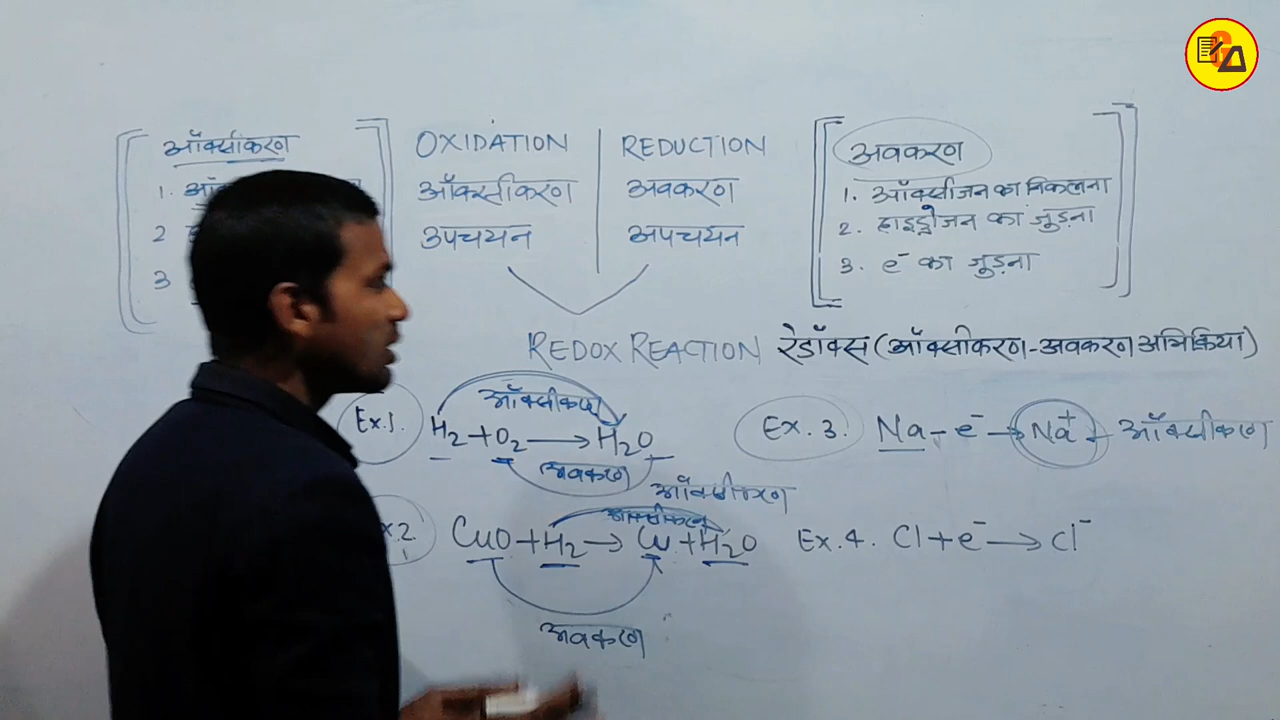 ऑक्सीकरण
1.
2
3
OXIDATION
ऑक्सीकरण
उपचयन
REDUCTION
अवकरण
अपचयन
अवकरण
1. ऑक्सीजन का निकलना
2. हाइड्रोजन का जुड़ना
3. e⁻ का जुड़ना
REDOX REACTION रेडॉक्स (ऑक्सीकरण-अवकरण अभिक्रिया)
ऑक्सीकरण
Ex.1. H₂ + O₂ → H₂O
अवकरण
Ex. 3. Na - e⁻ → Na⁺ - ऑक्सीकरण
ऑक्सीकरण
ऑक्सीकरण
x.2. CuO + H₂ → Cu + H₂O
अवकरण
Ex. 4. Cl + e⁻ → Cl⁻